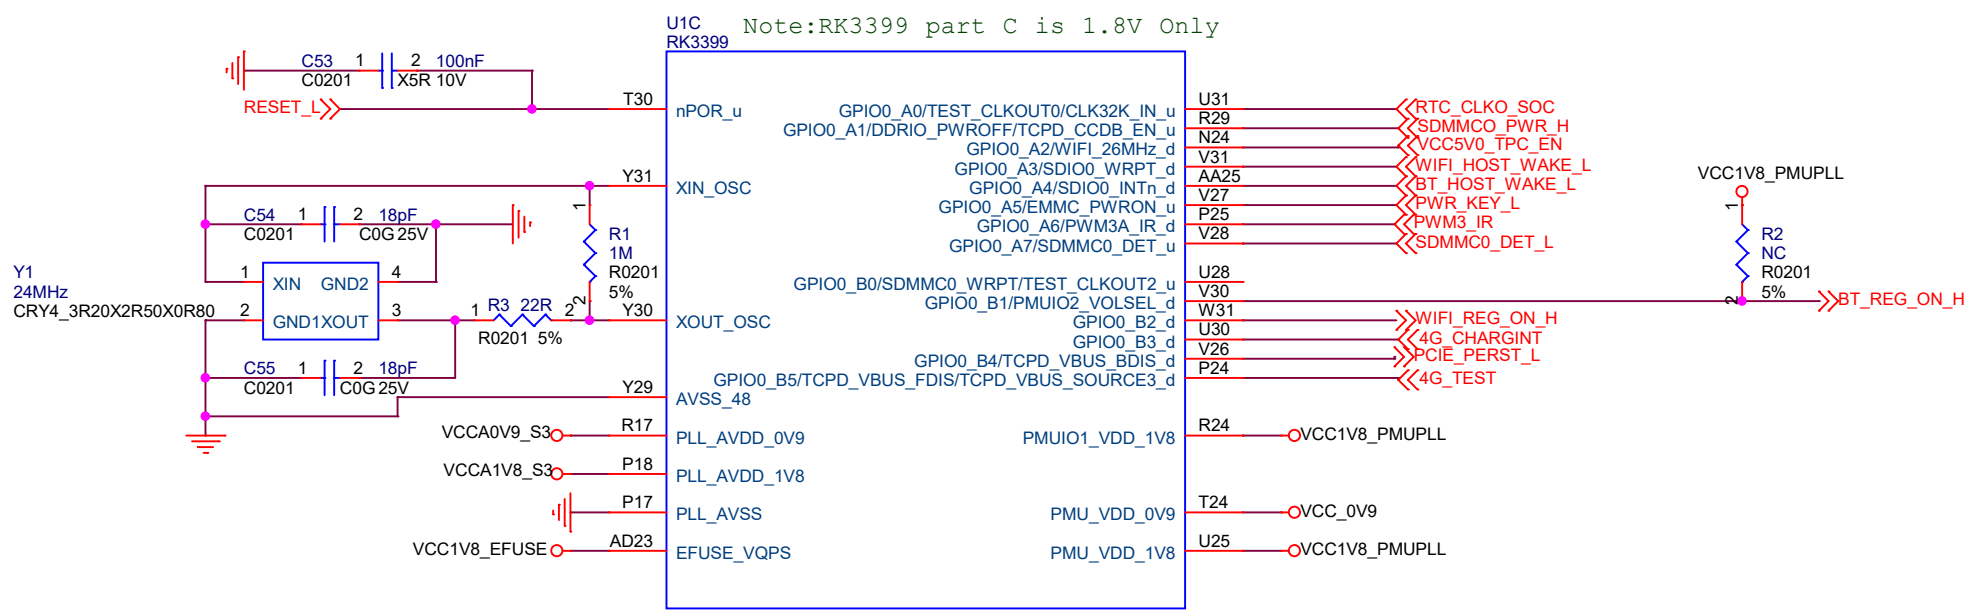 U1C
Note:RK3399 part C is 1.8V Only
RK3399
C53 1 2 100nF
C0201 X5R 10V
RESET_L
T30
nPOR_u
Y31
XIN_OSC
C54 1 2 18pF
C0201 C0G 25V
1
R1
1M
R0201
5%
2
Y1
24MHz
CRY4_3R20X2R50X0R80
1 XIN GND2 4
2 GND1 XOUT 3
1 R3 22R 2
R0201 5%
Y30
XOUT_OSC
C55 1 2 18pF
C0201 C0G 25V
Y29
AVSS_48
VCCA0V9_S3 R17 PLL_AVDD_0V9
VCCA1V8_S3 P18 PLL_AVDD_1V8
P17 PLL_AVSS
VCC1V8_EFUSE AD23 EFUSE_VQPS
GPIO0_A0/TEST_CLKOUT0/CLK32K_IN_u U31 RTC_CLKO_SOC
GPIO0_A1/DDRIO_PWROFF/TCPD_CCDB_EN_u R29 SDMMCO_PWR_H
GPIO0_A2/WIFI_26MHz_d N24 VCC5V0_TPC_EN
GPIO0_A3/SDIO0_WRPT_d V31 WIFI_HOST_WAKE_L
GPIO0_A4/SDIO0_INTn_d AA25 BT_HOST_WAKE_L
GPIO0_A5/EMMC_PWRON_u V27 PWR_KEY_L
GPIO0_A6/PWM3A_IR_d P25 PWM3_IR
GPIO0_A7/SDMMC0_DET_u V28 SDMMC0_DET_L
GPIO0_B0/SDMMC0_WRPT/TEST_CLKOUT2_u U28
GPIO0_B1/PMUIO2_VOLSEL_d V30 BT_REG_ON_H
GPIO0_B2_d W31 WIFI_REG_ON_H
GPIO0_B3_d U30 4G_CHARGINT
GPIO0_B4/TCPD_VBUS_BDIS_d V26 PCIE_PERST_L
GPIO0_B5/TCPD_VBUS_FDIS/TCPD_VBUS_SOURCE3_d P24 4G_TEST
PMUIO1_VDD_1V8 R24 VCC1V8_PMUPLL
PMU_VDD_0V9 T24 VCC_0V9
PMU_VDD_1V8 U25 VCC1V8_PMUPLL
VCC1V8_PMUPLL
1
R2
NC
R0201
5%
2